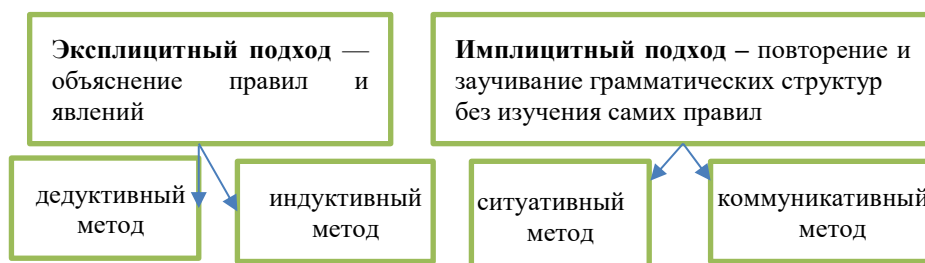 Эксплицитный подход —
объяснение правил и
явлений
Имплицитный подход – повторение и
заучивание грамматических структур
без изучения самих правил
дедуктивный
метод
индуктивный
метод
ситуативный
метод
коммуникативный
метод